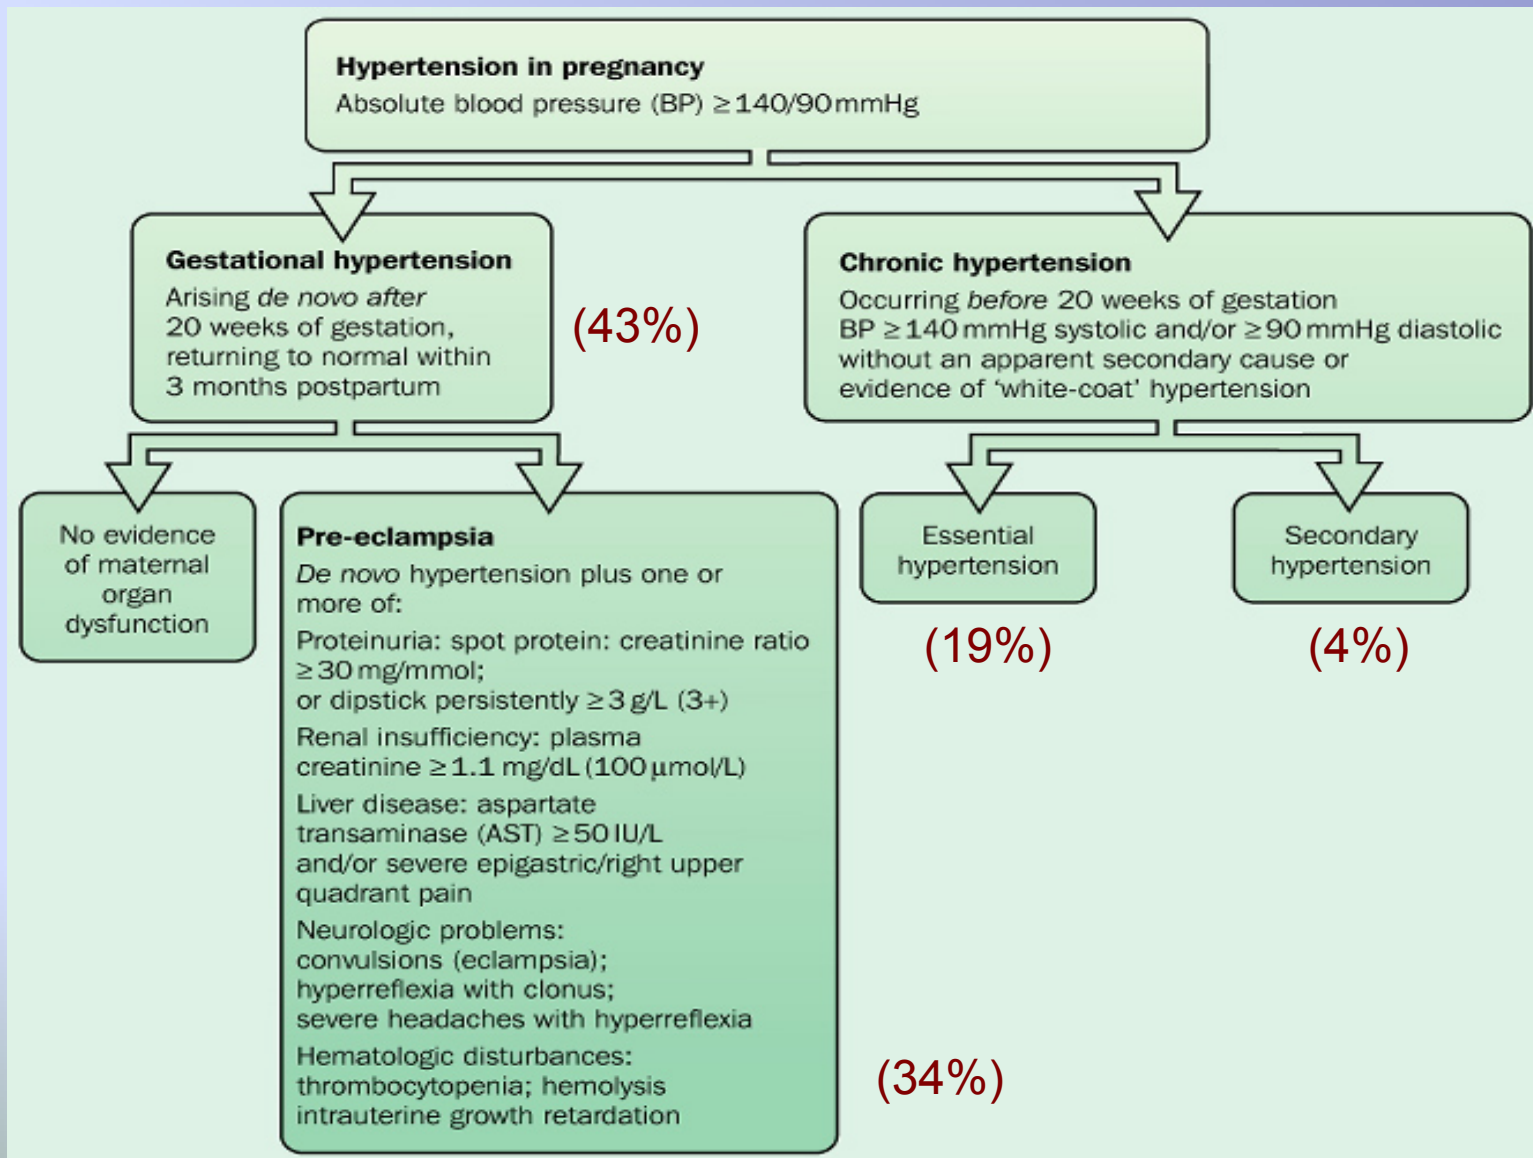 Hypertension in pregnancy
Absolute blood pressure (BP) ≥140/90 mmHg
Gestational hypertension
Arising de novo after
20 weeks of gestation,
returning to normal within
3 months postpartum
(43%)
Chronic hypertension
Occurring before 20 weeks of gestation
BP ≥140 mmHg systolic and/or ≥90 mmHg diastolic
without an apparent secondary cause or
evidence of ‘white-coat’ hypertension
No evidence
of maternal
organ
dysfunction
Pre-eclampsia
De novo hypertension plus one or
more of:
Proteinuria: spot protein: creatinine ratio
≥30 mg/mmol;
or dipstick persistently ≥3 g/L (3+)
Renal insufficiency: plasma
creatinine ≥1.1 mg/dL (100 μmol/L)
Liver disease: aspartate
transaminase (AST) ≥50 IU/L
and/or severe epigastric/right upper
quadrant pain
Neurologic problems:
convulsions (eclampsia);
hyperreflexia with clonus;
severe headaches with hyperreflexia
Hematologic disturbances:
thrombocytopenia; hemolysis
intrauterine growth retardation
(34%)
Essential
hypertension
(19%)
Secondary
hypertension
(4%)